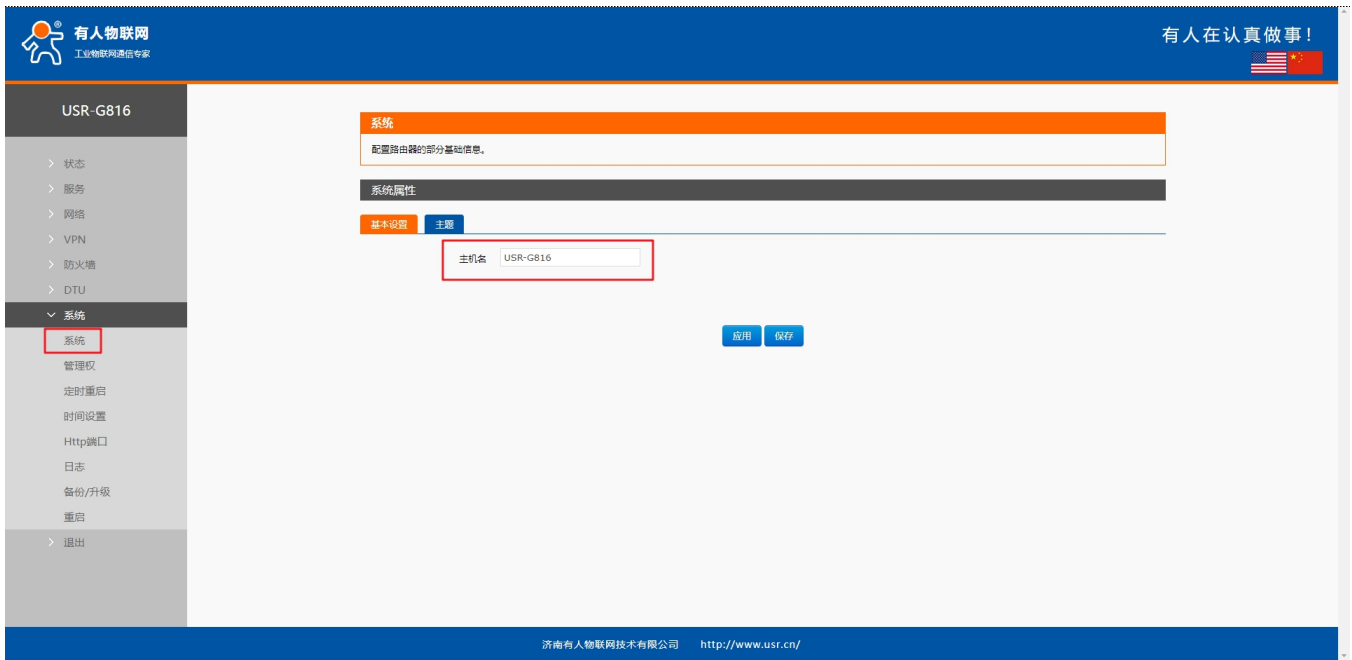 有人物联网
工业物联网通信专家
有人在认真做事!
USR-G816
状态
服务
网络
VPN
防火墙
DTU
系统
系统
管理权
定时重启
时间设置
Http端口
日志
备份/升级
重启
退出
系统
配置路由器的部分基础信息。
系统属性
基本设置 主题
主机名 USR-G816
应用 保存
济南有人物联网技术有限公司 http://www.usr.cn/